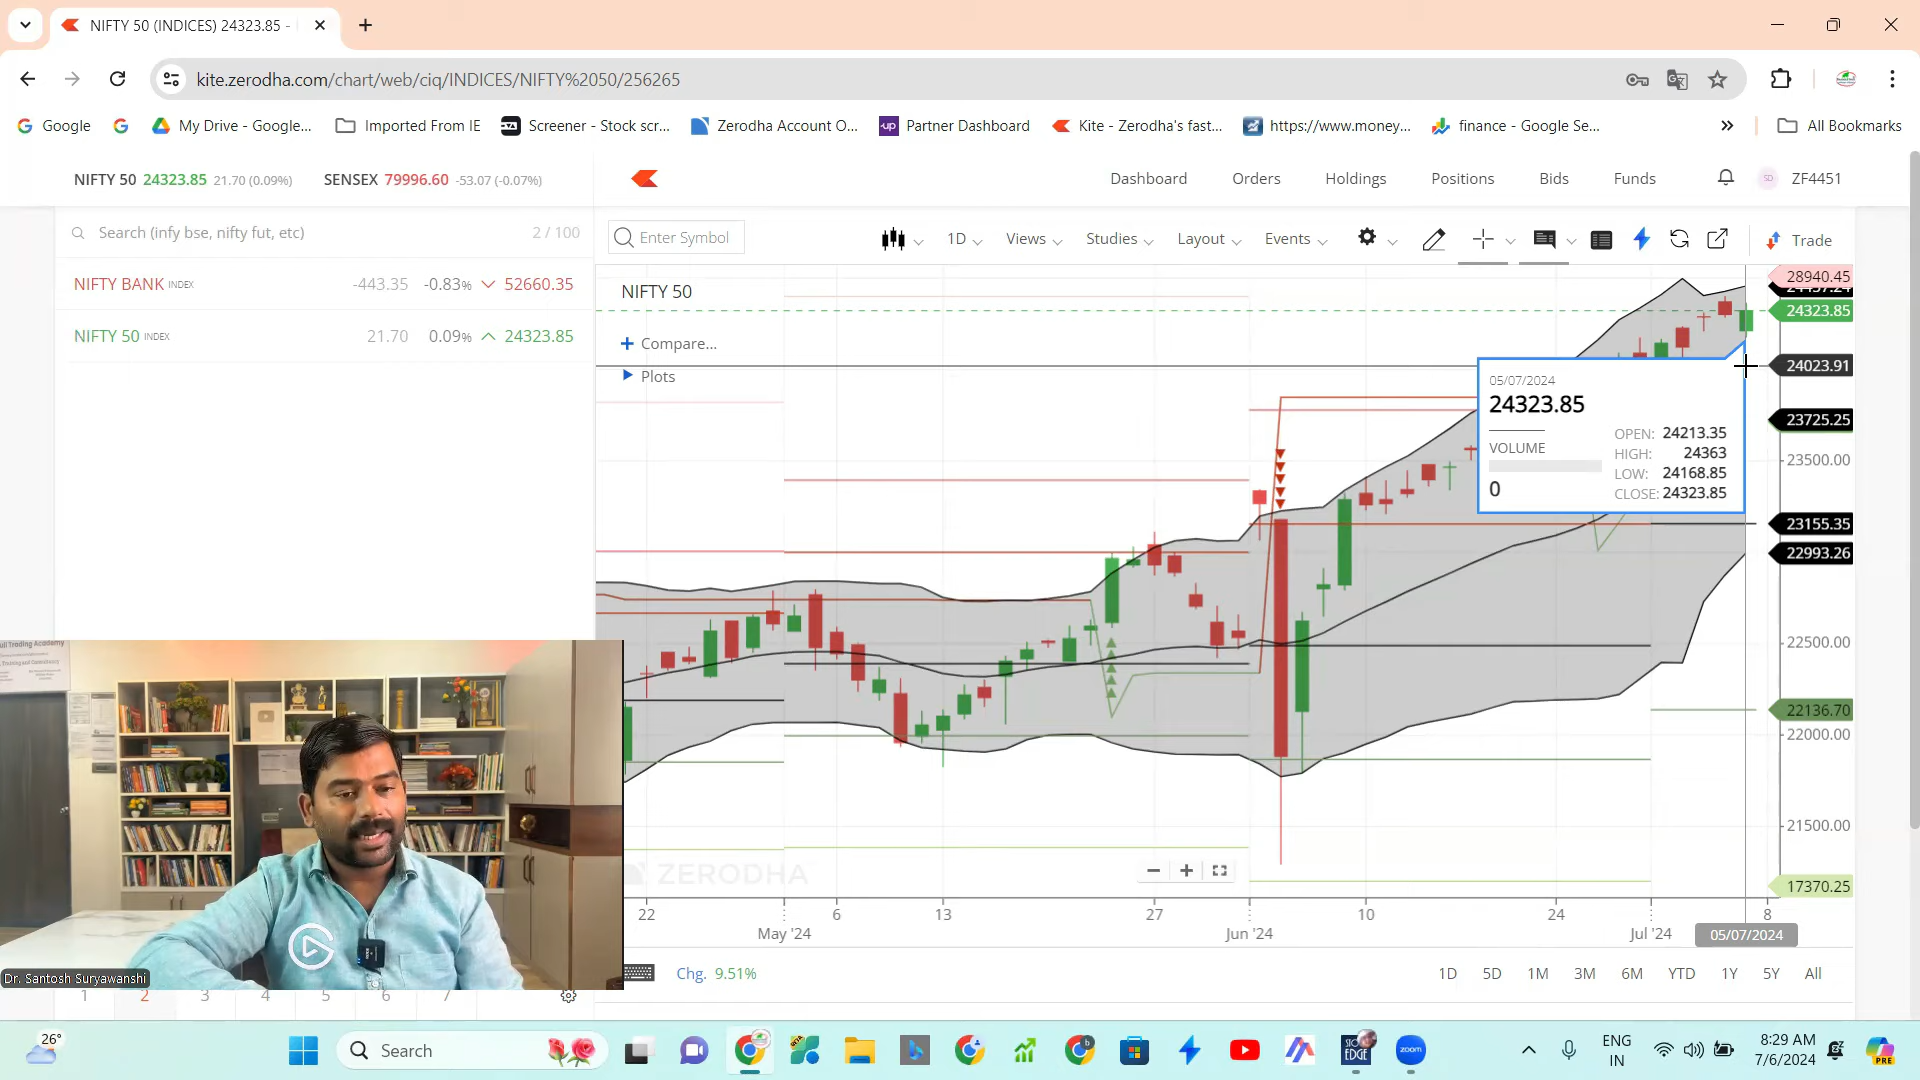 NIFTY 50 (INDICES) 24323.85 -
kite.zerodha.com/chart/web/ciq/INDICES/NIFTY%2050/256265
Google
My Drive - Google...
Imported From IE
Screener - Stock scr...
Zerodha Account O...
up
Partner Dashboard
Kite - Zerodha's fast...
https://www.money...
finance - Google Se...
All Bookmarks
NIFTY 50 24323.85 21.70 (0.09%)
SENSEX 79996.60 -53.07 (-0.07%)
Dashboard
Orders
Holdings
Positions
Bids
Funds
SD
ZF4451
Search (infy bse, nifty fut, etc)
2 / 100
NIFTY BANK INDEX
-443.35
-0.83%
52660.35
NIFTY 50 INDEX
21.70
0.09%
24323.85
Enter Symbol
1D
Views
Studies
Layout
Events
Trade
NIFTY 50
Compare...
Plots
28940.45
24323.85
24023.91
23725.25
23500.00
23155.35
22993.26
22500.00
22136.70
22000.00
21500.00
17370.25
05/07/2024
24323.85
VOLUME
0
OPEN: 24213.35
HIGH: 24363
LOW: 24168.85
CLOSE: 24323.85
ZERODHA
22
6
13
27
10
24
8
May '24
Jun '24
Jul '24
05/07/2024
Chg. 9.51%
1D
5D
1M
3M
6M
YTD
1Y
5Y
All
ull Trading Academy
Dr. Santosh Suryawanshi
1
2
3
4
5
6
7
26°
Search
zoom
ENG
IN
8:29 AM
7/6/2024
PRE